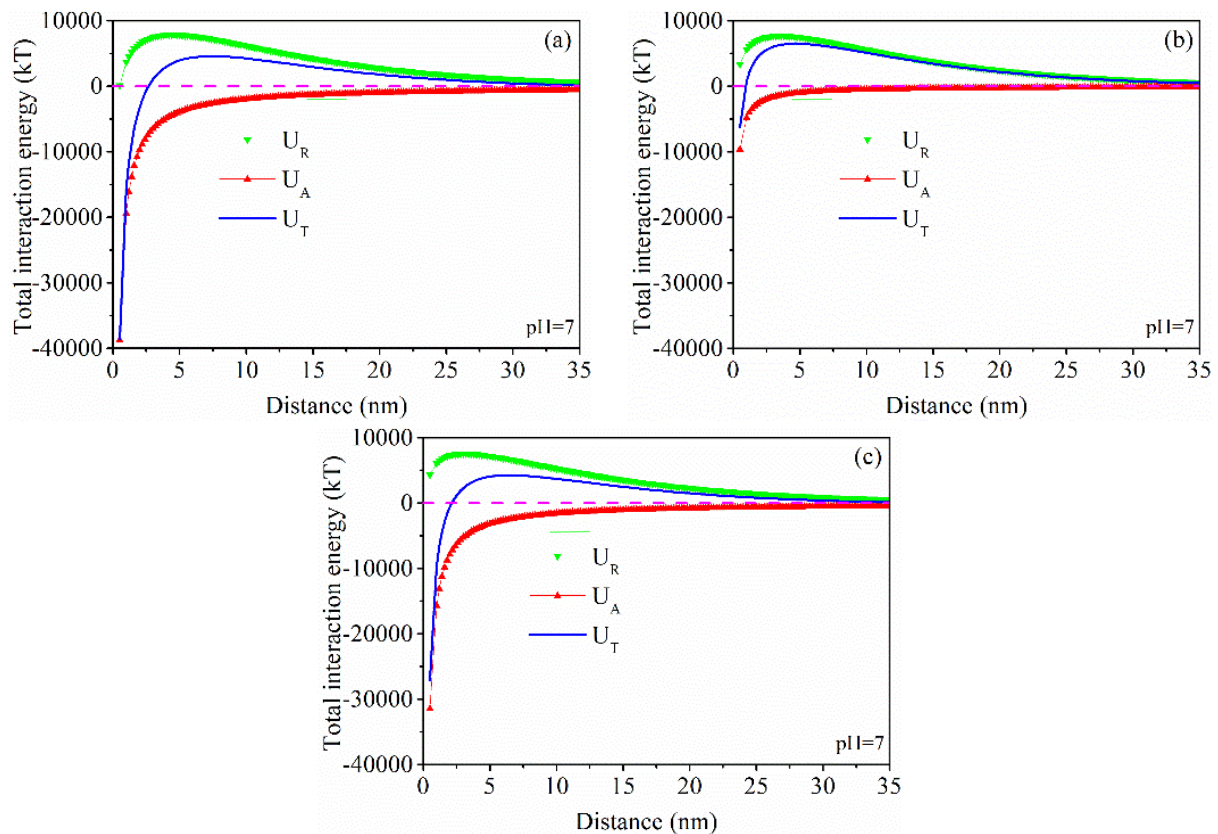 (a)
Total interaction energy (kT)
10000
0
-10000
-20000
-30000
-40000
U_R
U_A
U_T
pH=7
0 5 10 15 20 25 30 35
Distance (nm)
(b)
Total interaction energy (kT)
10000
0
-10000
-20000
-30000
-40000
U_R
U_A
U_T
pH=7
0 5 10 15 20 25 30 35
Distance (nm)
(c)
Total interaction energy (kT)
10000
0
-10000
-20000
-30000
-40000
U_R
U_A
U_T
pH=7
0 5 10 15 20 25 30 35
Distance (nm)